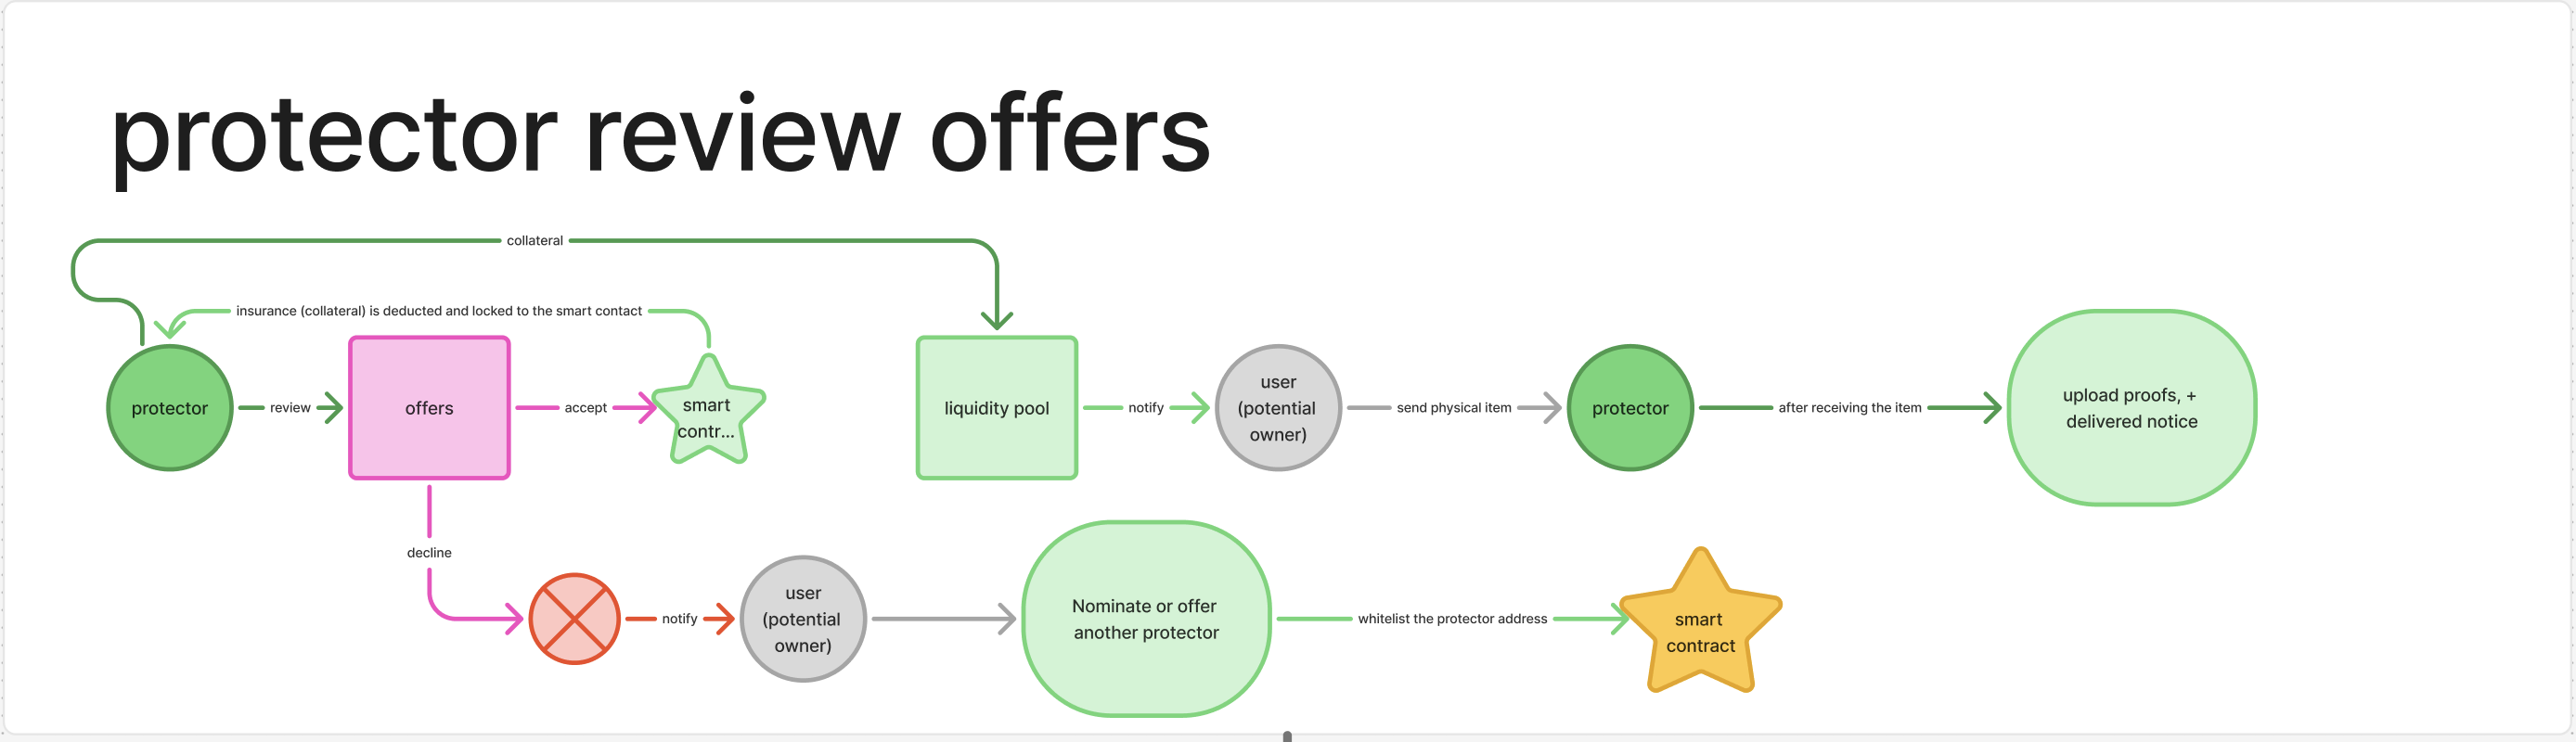 protector review offers
collateral
insurance (collateral) is deducted and locked to the smart contact
protector
review
offers
accept
smart
contr...
liquidity pool
notify
user
(potential
owner)
send physical item
protector
after receiving the item
upload proofs, +
delivered notice
decline
notify
user
(potential
owner)
Nominate or offer
another protector
whitelist the protector address
smart
contract